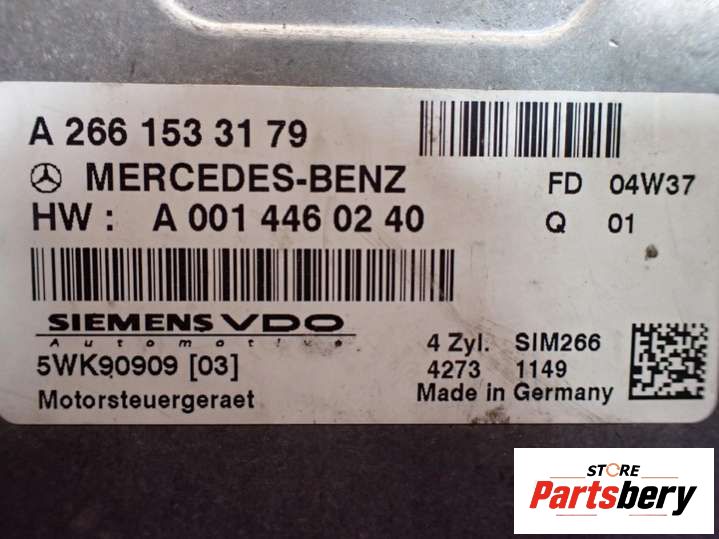 A 266 153 31 79
MERCEDES-BENZ FD 04W37
HW : A 001 446 02 40 Q 01
SIEMENS VDO
Automotive 4 Zyl. SIM266
5WK90909 [03] 4273 1149
Motorsteuergeraet Made in Germany
STORE
Partsbery